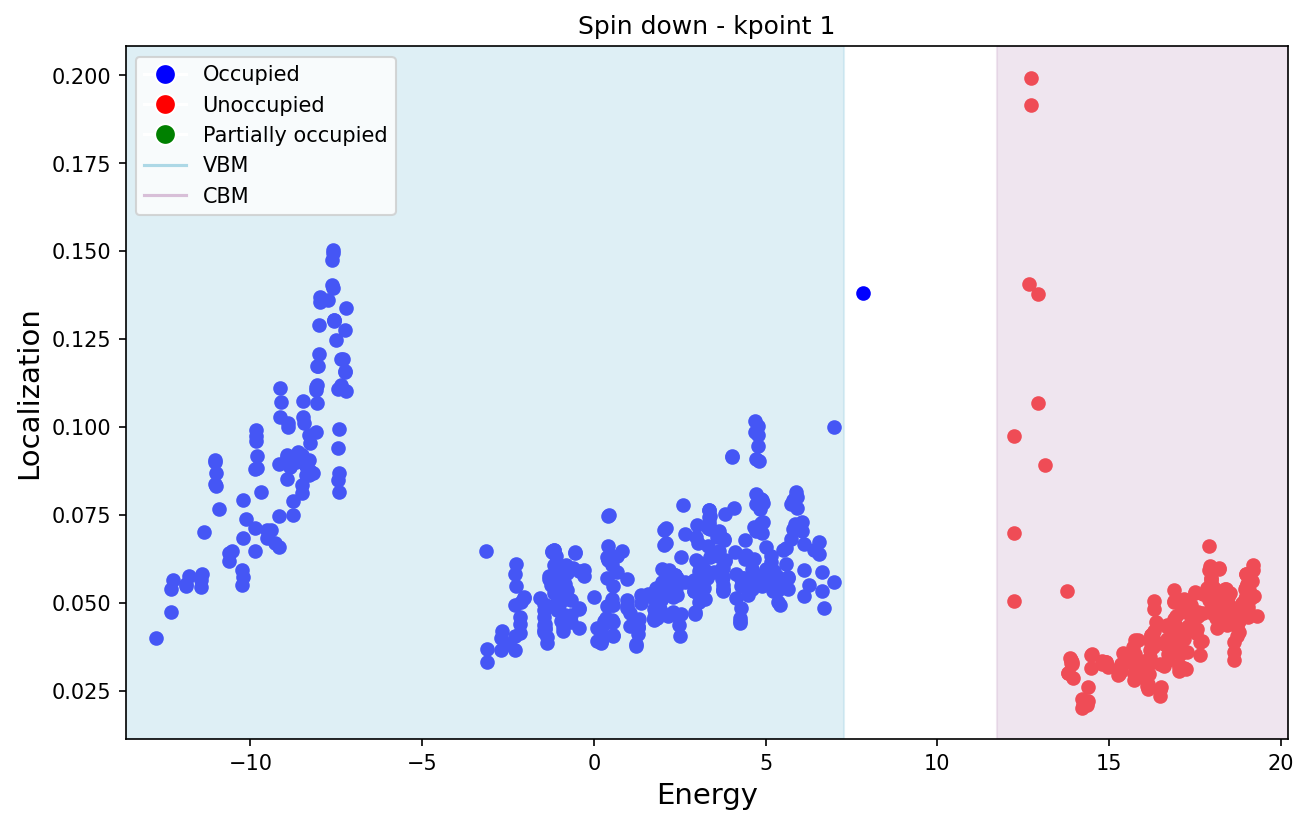 Spin down - kpoint 1
0.200
0.175
0.150
0.125
0.100
0.075
0.050
0.025
Localization
Occupied
Unoccupied
Partially occupied
VBM
CBM
−10
−5
0
5
10
15
20
Energy